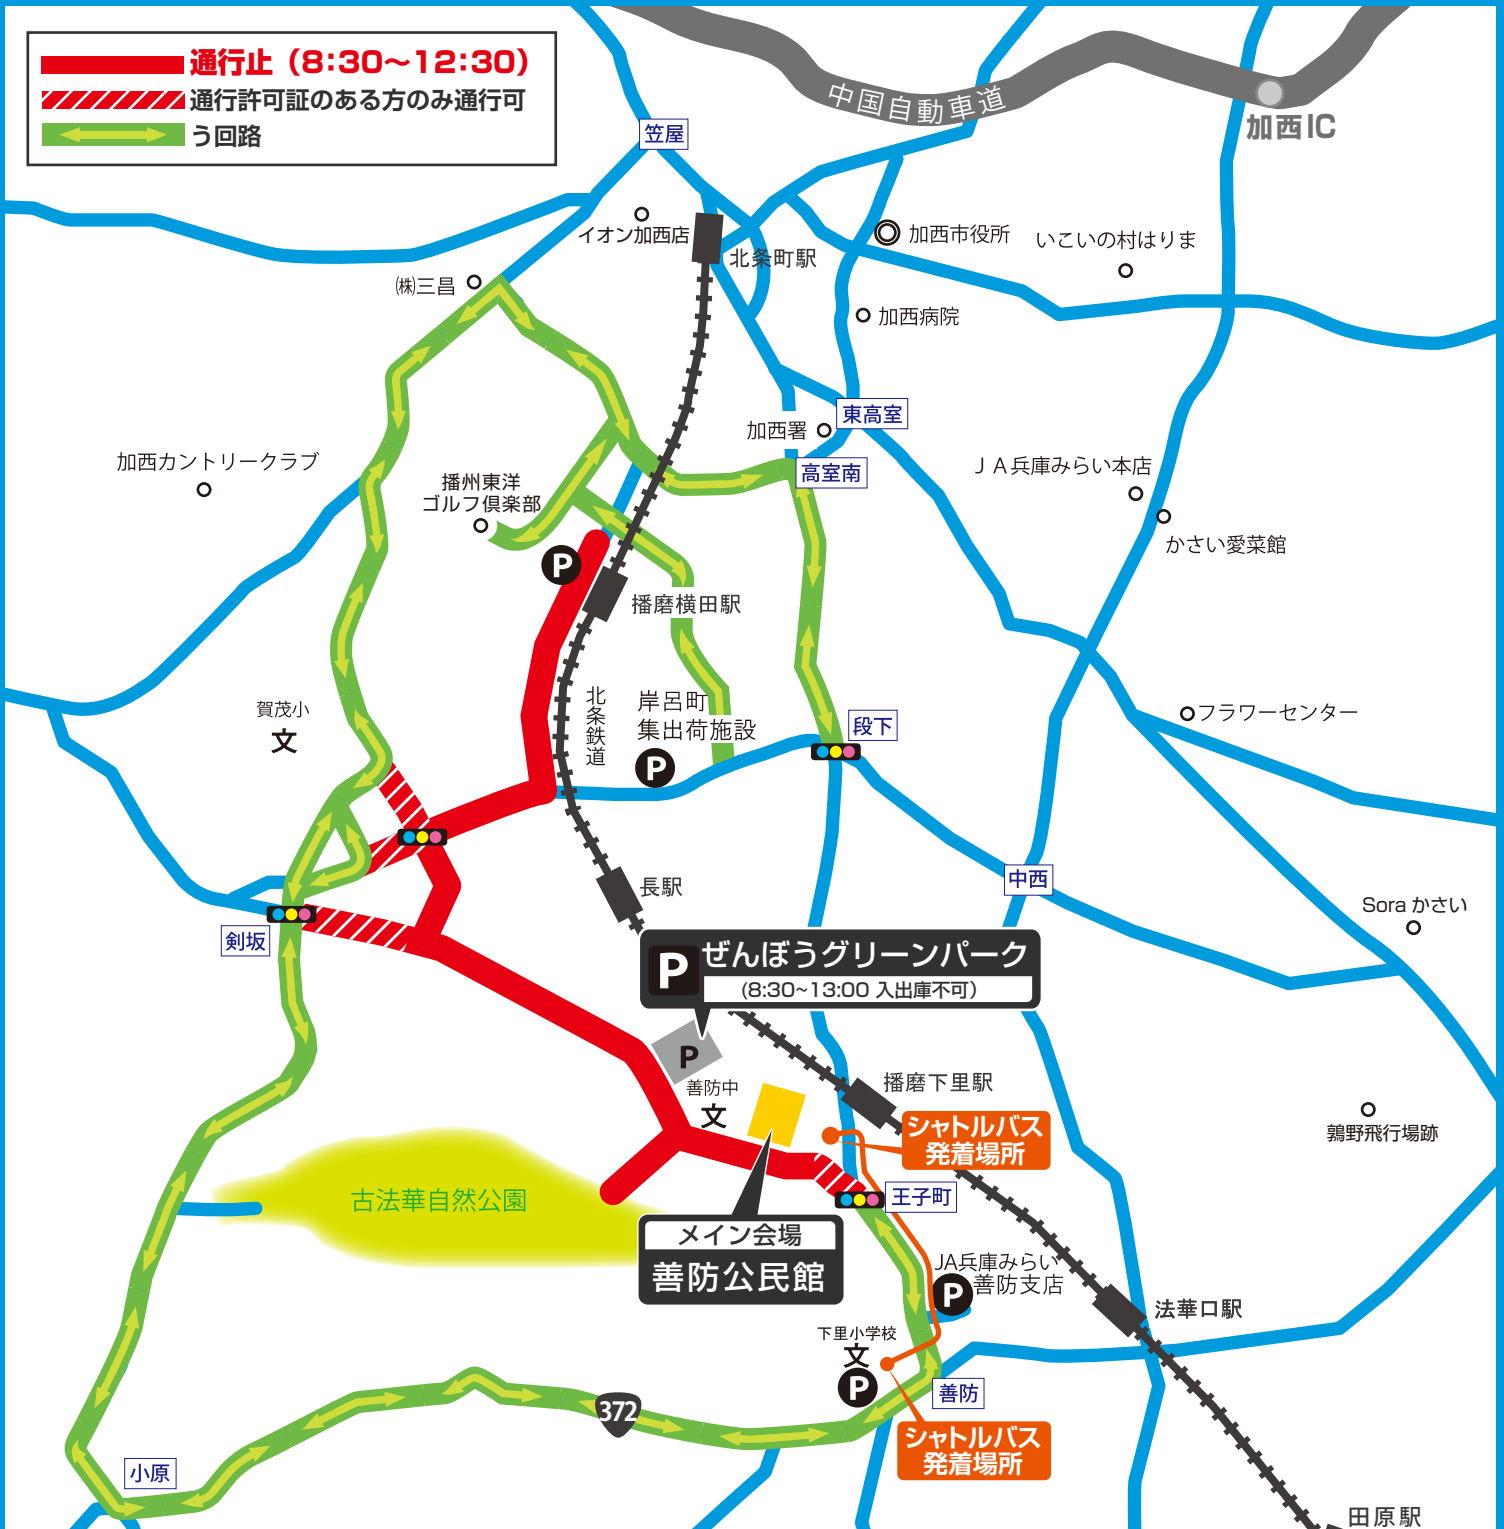 通行止（8:30〜12:30）
通行許可証のある方のみ通行可
う回路
中国自動車道
加西IC
笠屋
イオン加西店
北条町駅
加西市役所
いこいの村はりま
㈱三昌
加西病院
東高室
加西署
高室南
加西カントリークラブ
播州東洋
ゴルフ倶楽部
JA兵庫みらい本店
かさい愛菜館
P
播磨横田駅
北条鉄道
岸呂町
集出荷施設
P
賀茂小
文
段下
フラワーセンター
長駅
中西
Sora かさい
剣坂
P ぜんぼうグリーンパーク
(8:30~13:00 入出庫不可)
P
善防中
文
播磨下里駅
シャトルバス
発着場所
鶉野飛行場跡
古法華自然公園
王子町
メイン会場
善防公民館
JA兵庫みらい
善防支店
P
法華口駅
下里小学校
文
P
善防
372
シャトルバス
発着場所
小原
田原駅